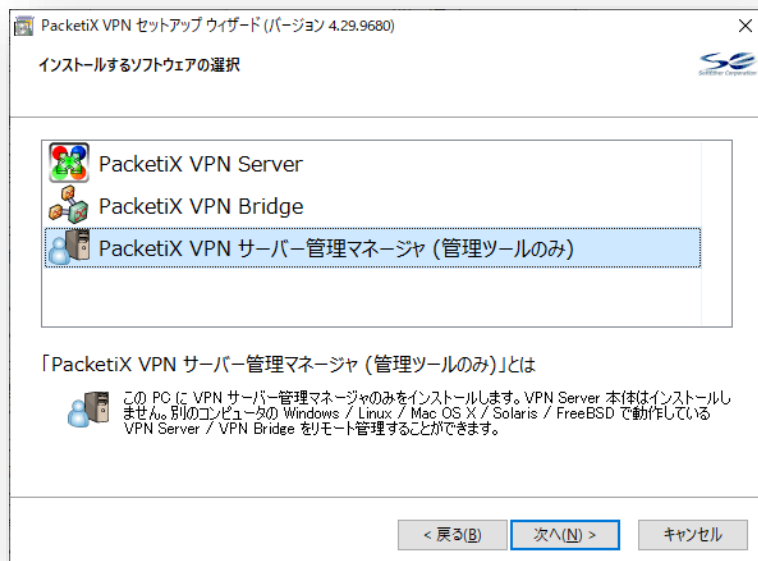 PacketiX VPN セットアップ ウィザード (バージョン 4.29.9680)
インストールするソフトウェアの選択
SoftEther Corporation
PacketiX VPN Server
PacketiX VPN Bridge
PacketiX VPN サーバー管理マネージャ (管理ツールのみ)
「PacketiX VPN サーバー管理マネージャ (管理ツールのみ)」とは
この PC に VPN サーバー管理マネージャのみをインストールします。VPN Server 本体はインストールし
ません。別のコンピュータの Windows / Linux / Mac OS X / Solaris / FreeBSD で動作している
VPN Server / VPN Bridge をリモート管理することができます。
< 戻る(B)
次へ(N) >
キャンセル